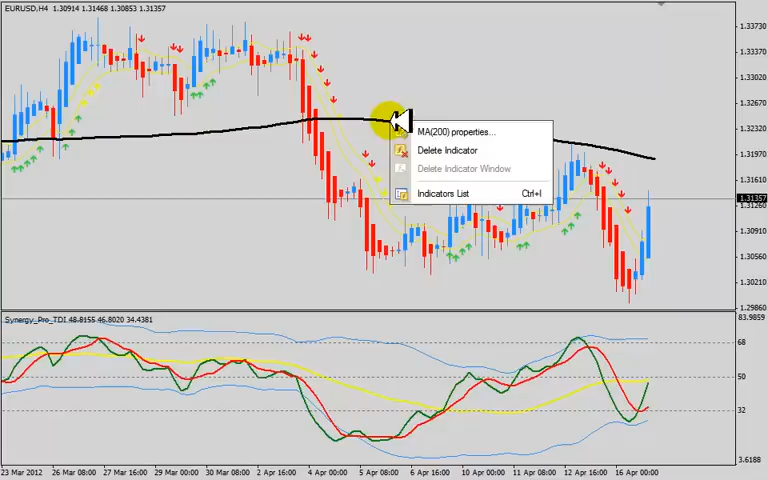 EURUSD,H4 1.30914 1.31468 1.30853 1.31357
1.33730
1.33370
1.33020
1.32670
1.32320
1.31970
1.31610
1.31357
1.31260
1.30910
1.30560
1.30210
1.29860
MA(200) properties...
Delete Indicator
Delete Indicator Window
Indicators List Ctrl+I
Synergy_Pro_TDI 48.8155 46.8020 34.4381
83.9859
68
50
32
3.6188
23 Mar 2012 26 Mar 08:00 27 Mar 16:00 29 Mar 00:00 30 Mar 08:00 2 Apr 16:00 4 Apr 00:00 5 Apr 08:00 6 Apr 16:00 10 Apr 00:00 11 Apr 08:00 12 Apr 16:00 16 Apr 00:00